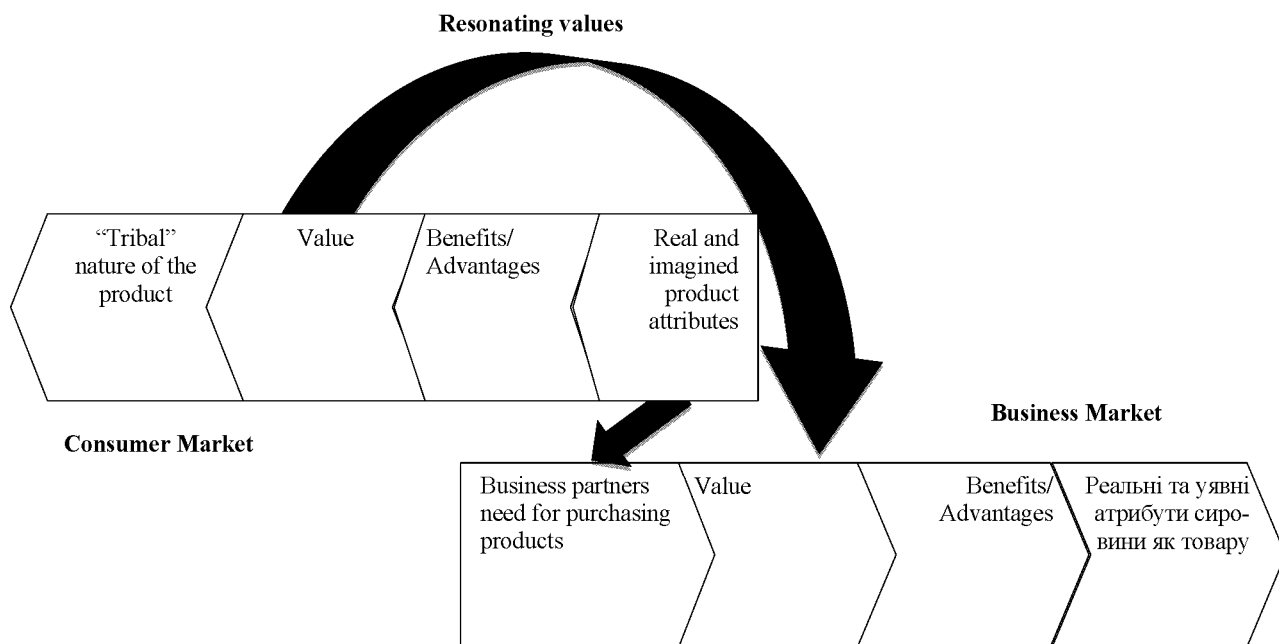 Resonating values
“Tribal”
nature of the
product
Value
Benefits/
Advantages
Real and
imagined
product
attributes
Consumer Market
Business Market
Business partners
need for purchasing
products
Value
Benefits/
Advantages
Реальні та уявні
атрибути сиро-
вини як товару